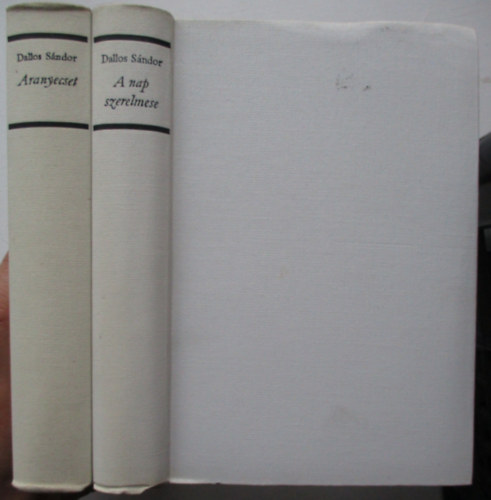 Dallos Sándor
Aranyecset
Dallos Sándor
A nap
szerelmese